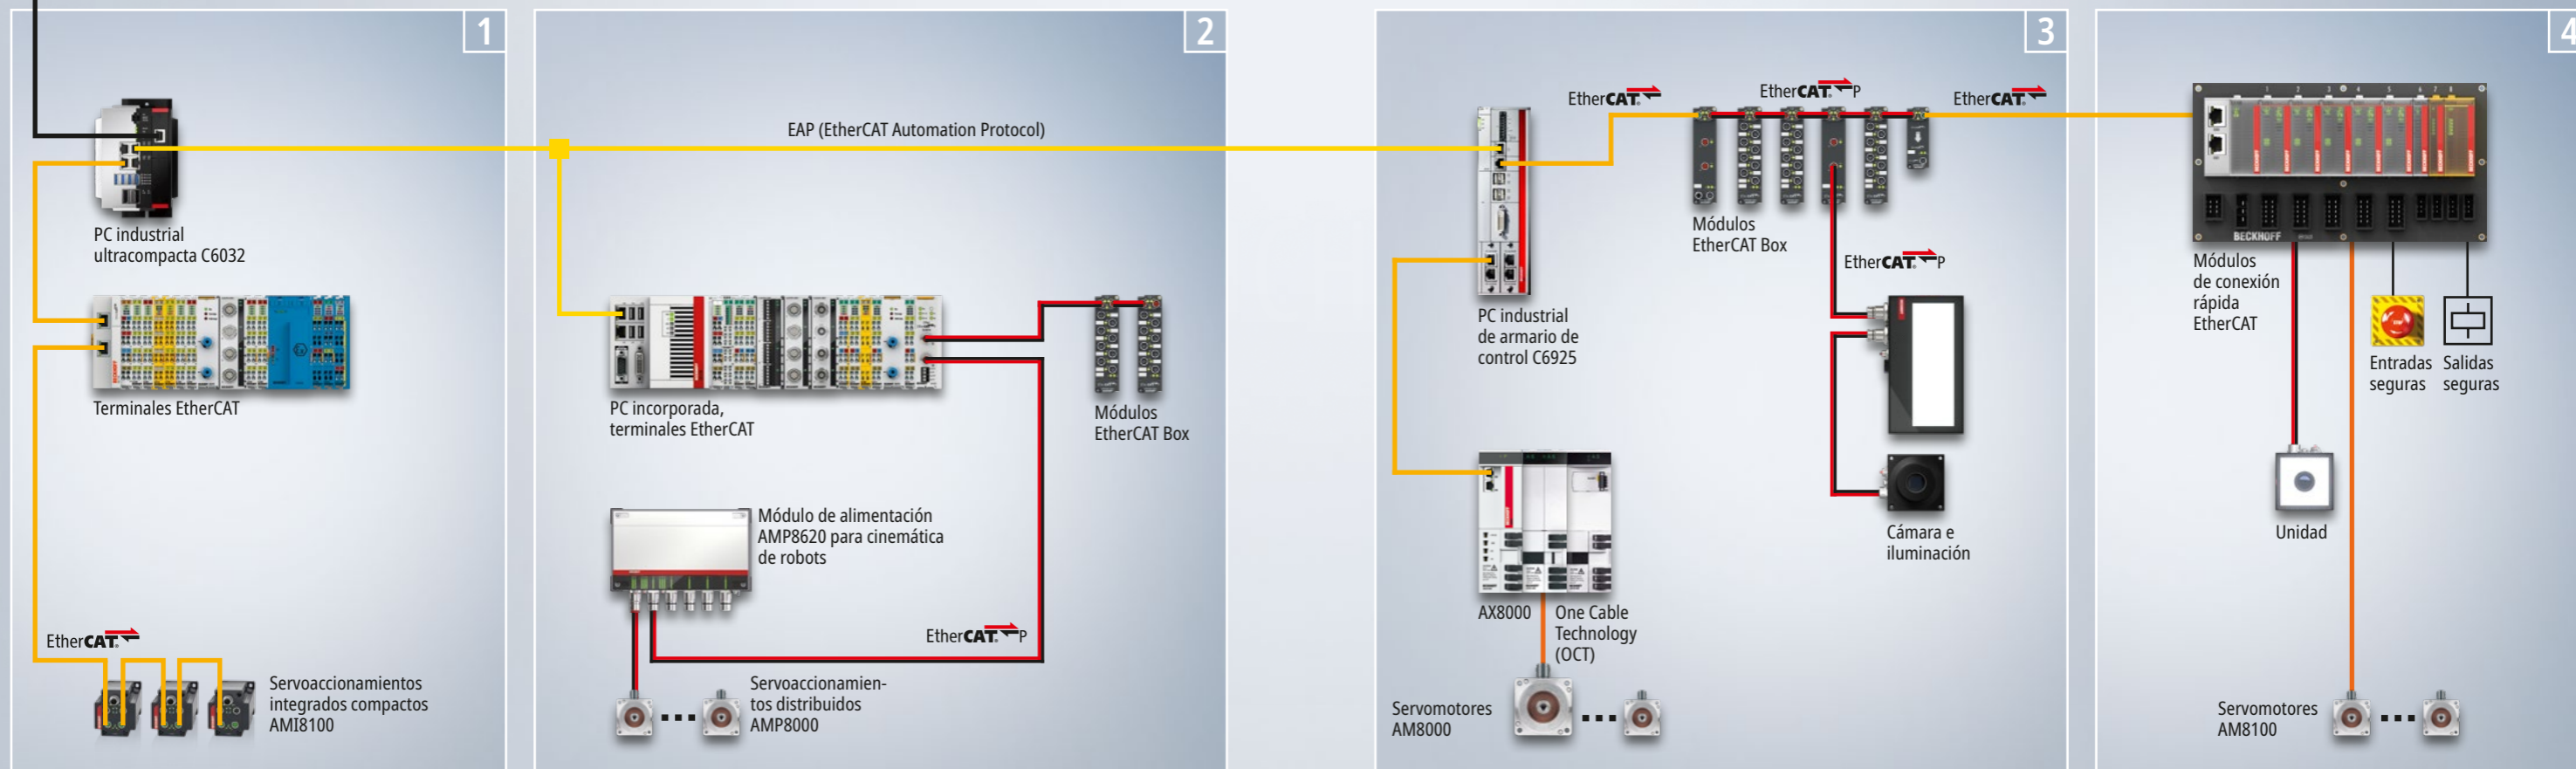 1
PC industrial
ultracompacta C6032
Terminales EtherCAT
EtherCAT®
Servoaccionamientos
integrados compactos
AMI8100
2
EAP (EtherCAT Automation Protocol)
PC incorporada,
terminales EtherCAT
Módulos
EtherCAT Box
Módulo de alimentación
AMP8620 para cinemática
de robots
EtherCAT® P
Servoaccionamien-
tos distribuidos
AMP8000
3
EtherCAT®
EtherCAT® P
EtherCAT®
Módulos
EtherCAT Box
EtherCAT® P
PC industrial
de armario de
control C6925
Cámara e
iluminación
AX8000
One Cable
Technology
(OCT)
Servomotores
AM8000
4
BECKHOFF
Módulos
de conexión
rápida
EtherCAT
Entradas
seguras
Salidas
seguras
Unidad
Servomotores
AM8100